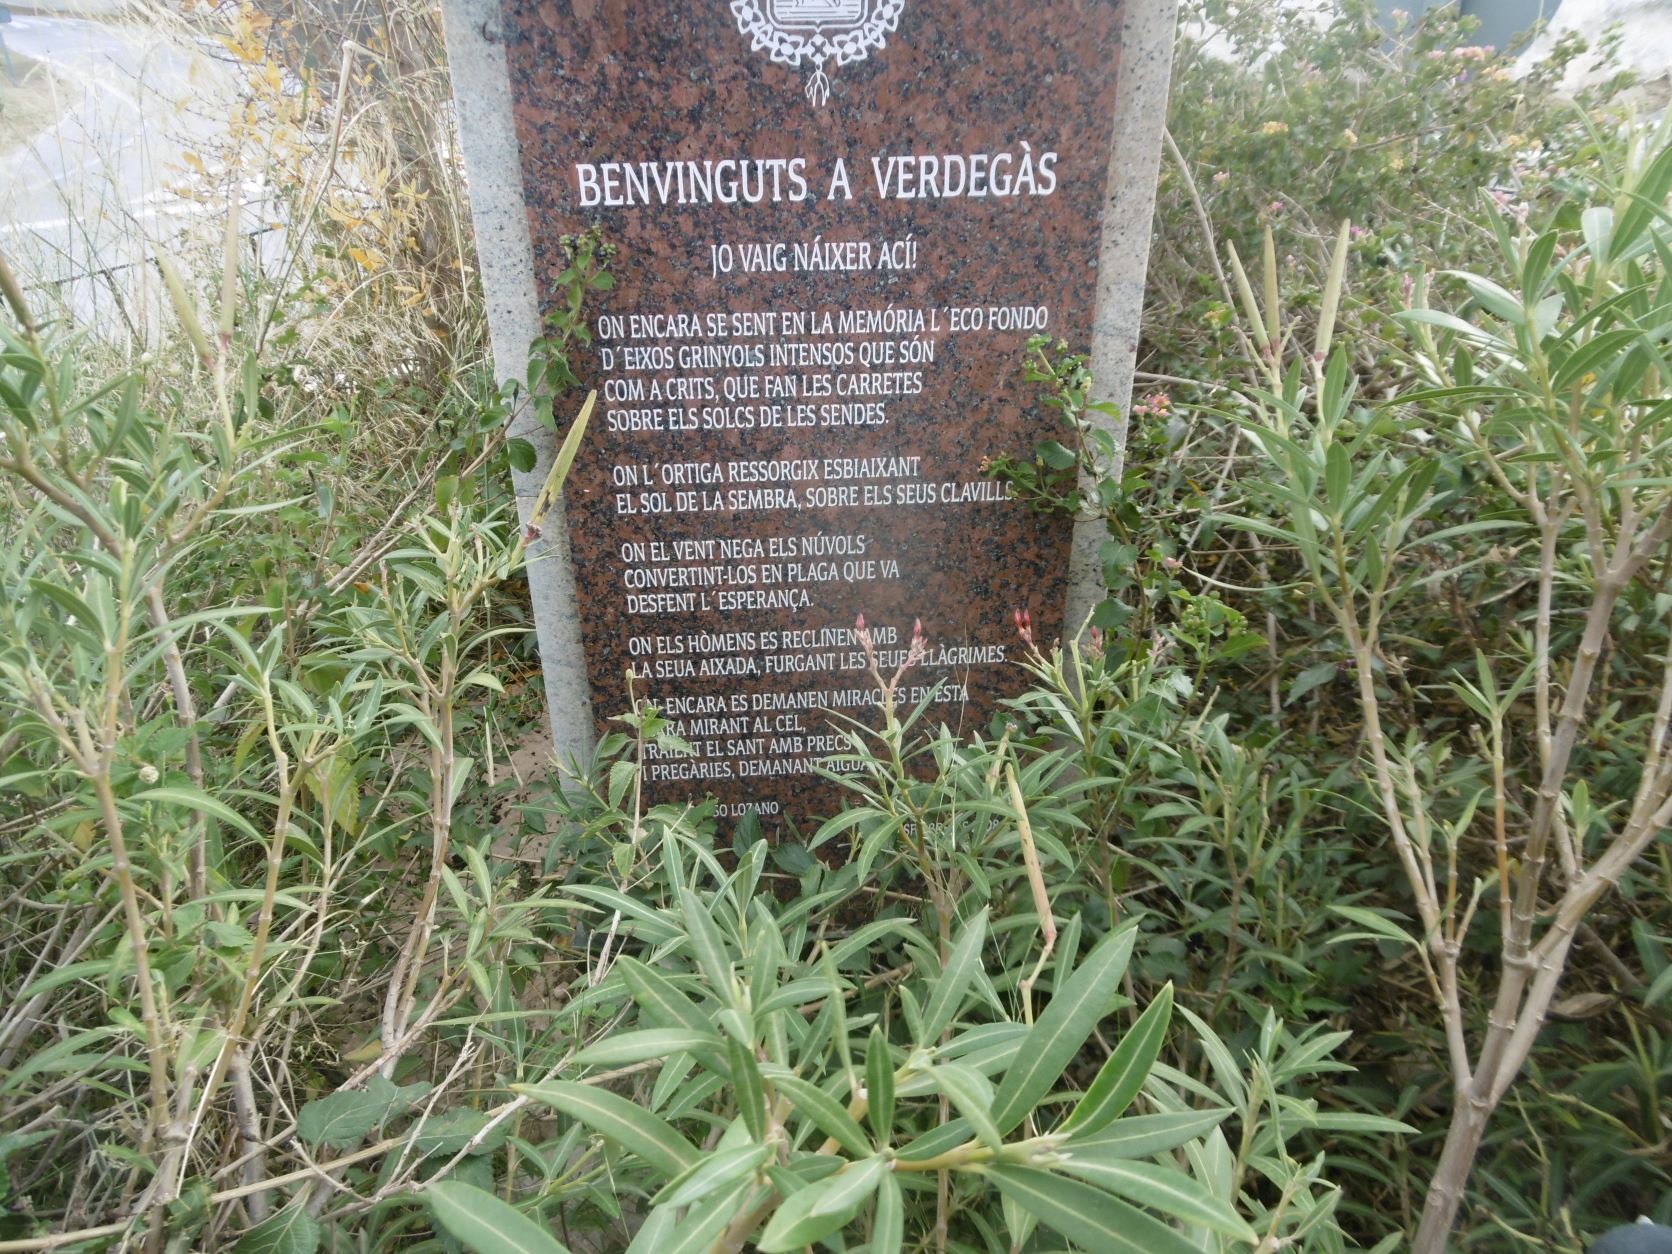 BENVINGUTS A VERDEGÀS
JO VAIG NÁIXER ACÍ!
ON ENCARA SE SENT EN LA MEMÓRIA L´ECO FONDO
D´EIXOS GRINYOLS INTENSOS QUE SÓN
COM A CRITS, QUE FAN LES CARRETES
SOBRE ELS SOLCS DE LES SENDES.
ON L´ORTIGA RESSORGIX ESBIAIXANT
EL SOL DE LA SEMBRA, SOBRE ELS SEUS CLAVILLS.
ON EL VENT NEGA ELS NÚVOLS
CONVERTINT-LOS EN PLAGA QUE VA
DESFENT L´ESPERANÇA.
ON ELS HÒMENS ES RECLINEN AMB
LA SEUA AIXADA, FURGANT LES SEUES LLÀGRIMES.
ON ENCARA ES DEMANEN MIRACLES EN ESTA
MIRANT AL CEL,
TRAIENT EL SANT AMB PRECS
I PREGÀRIES, DEMANANT AIGUA
LOZANO